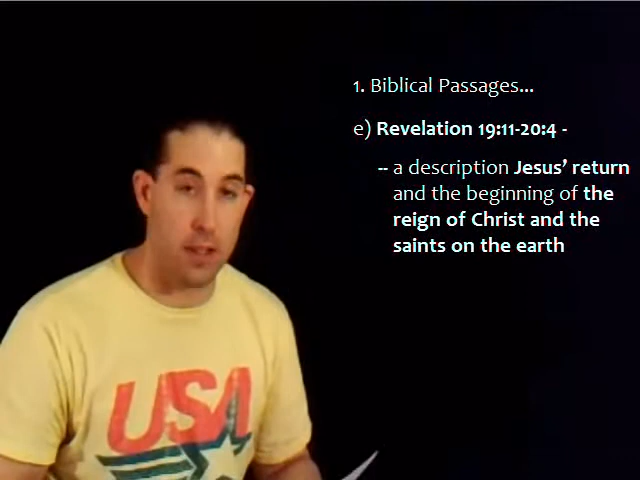 1. Biblical Passages...
e) Revelation 19:11-20:4 -
-- a description Jesus' return
and the beginning of the
reign of Christ and the
saints on the earth
USA